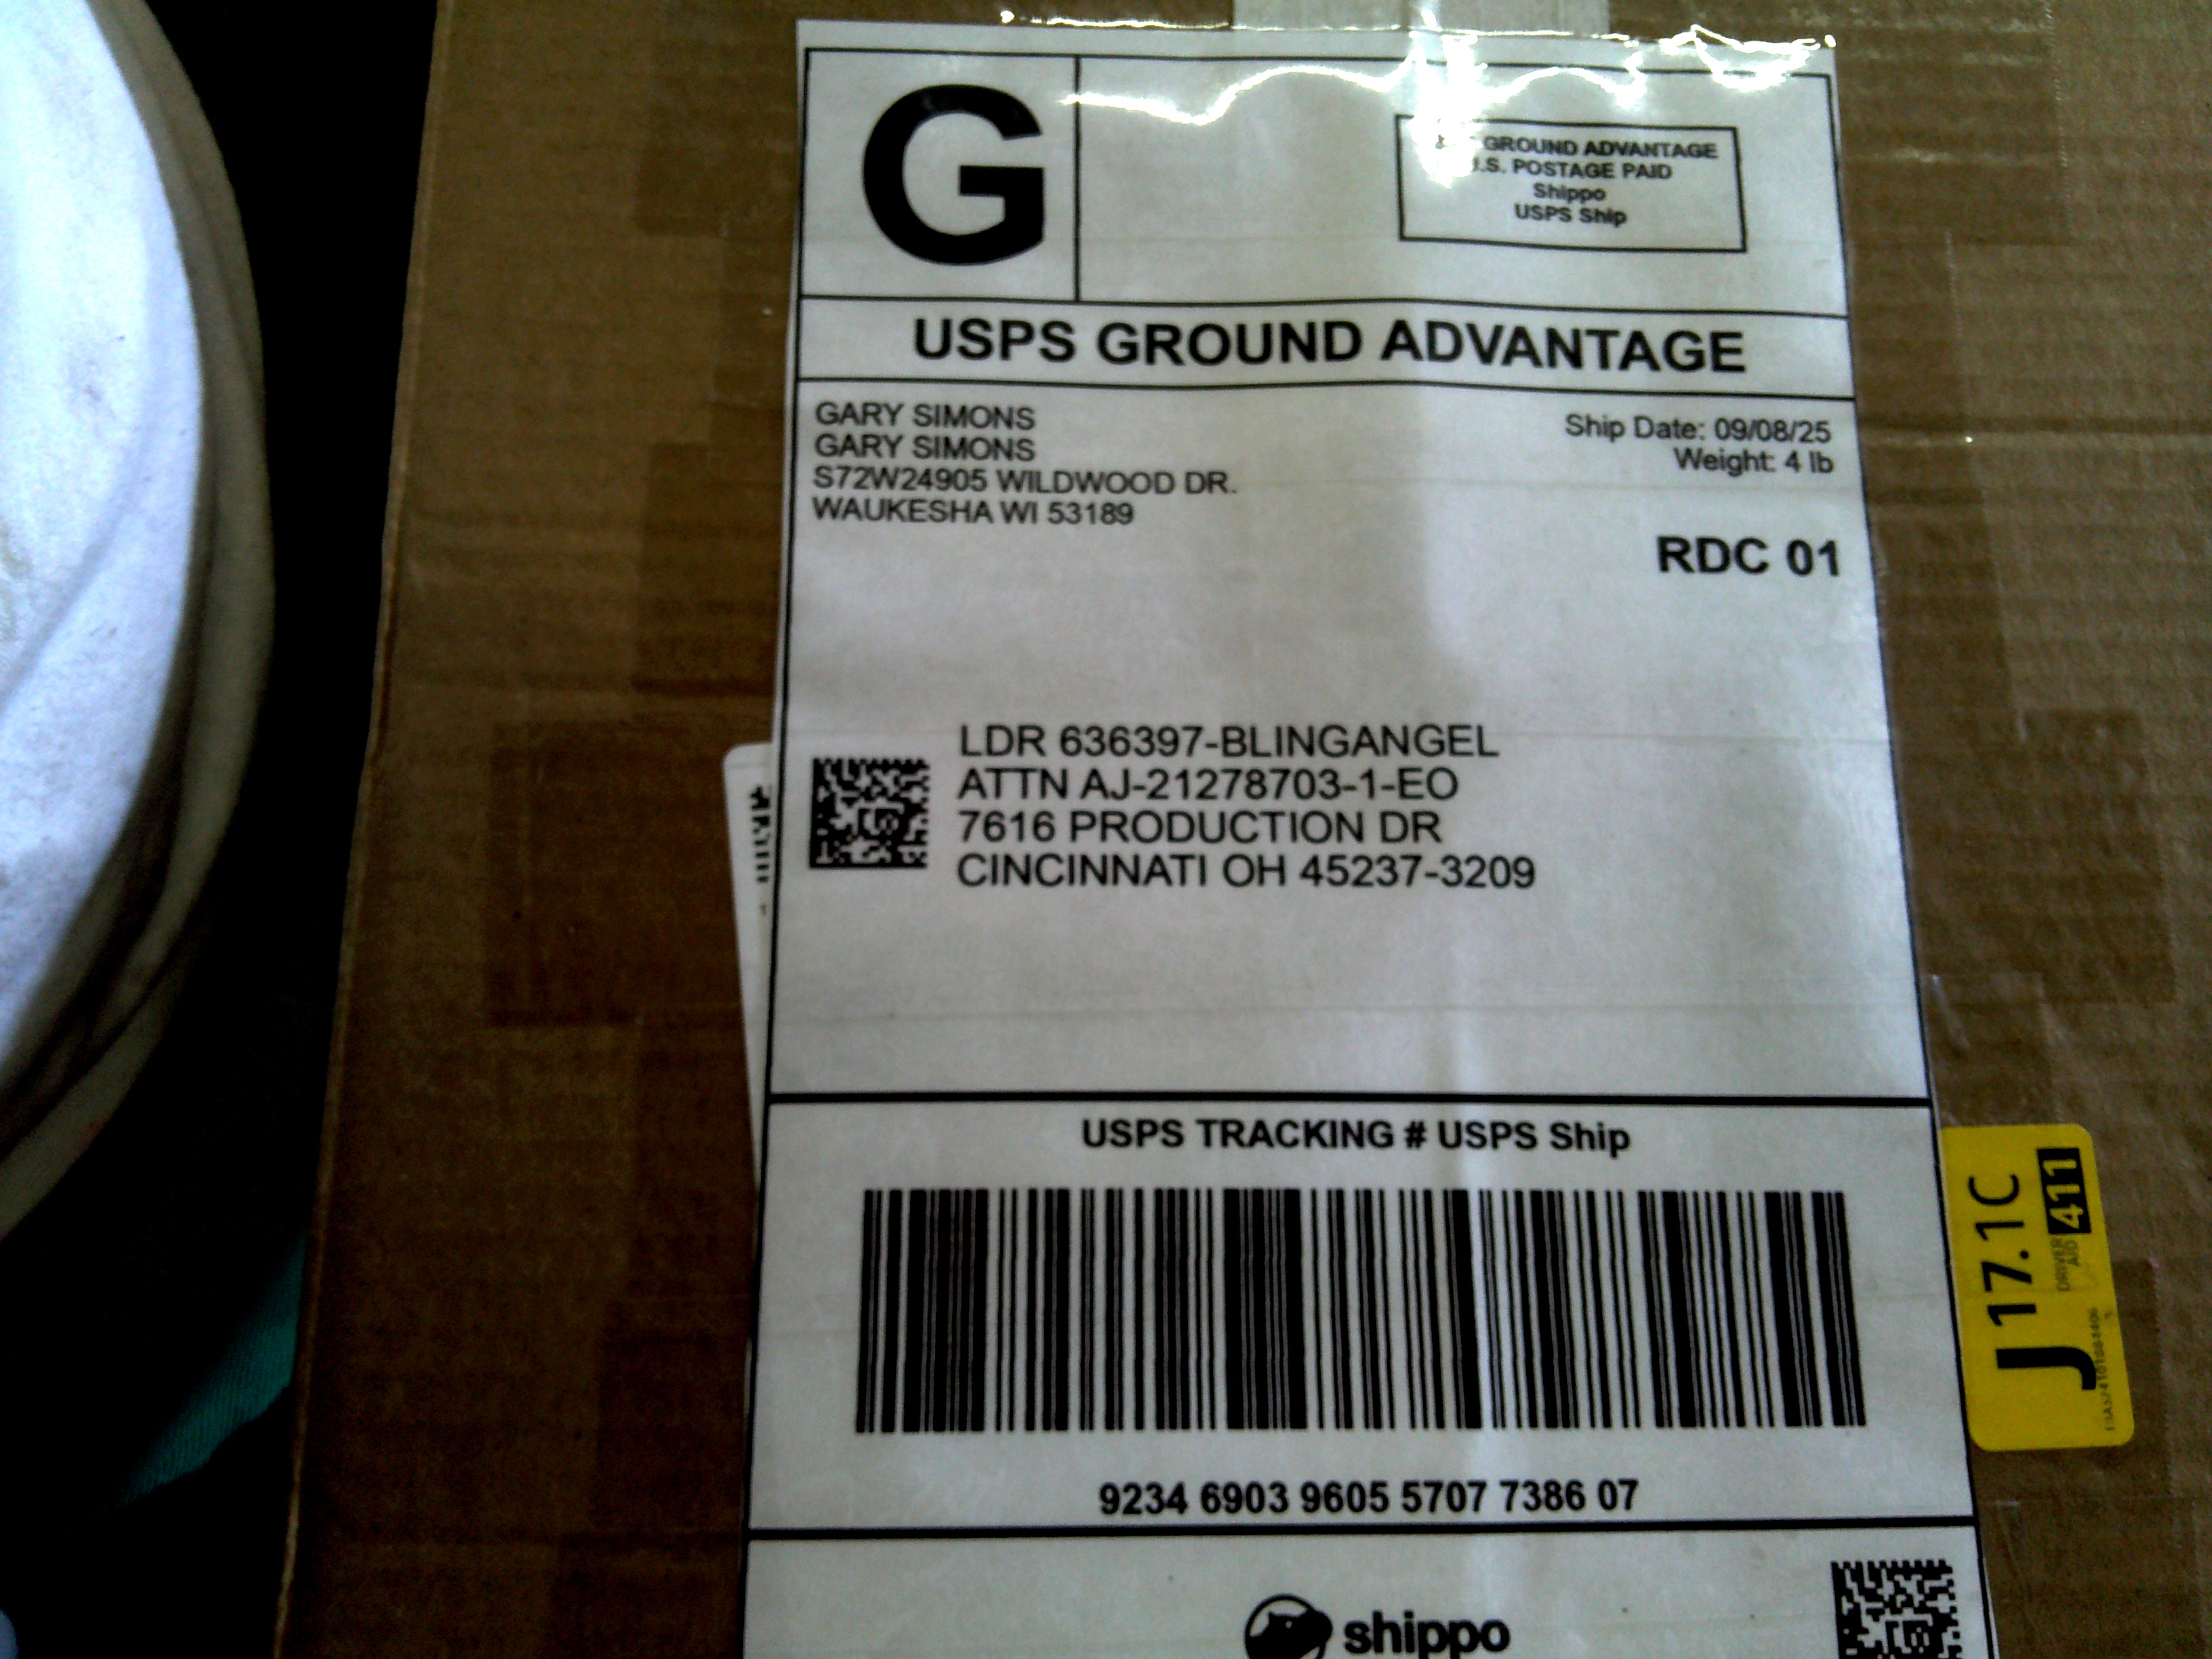 G
GROUND ADVANTAGE
U.S. POSTAGE PAID
Shippo
USPS Ship
USPS GROUND ADVANTAGE
GARY SIMONS
GARY SIMONS
S72W24905 WILDWOOD DR.
WAUKESHA WI 53189
Ship Date: 09/08/25
Weight: 4 lb
RDC 01
LDR 636397-BLINGANGEL
ATTN AJ-21278703-1-EO
7616 PRODUCTION DR
CINCINNATI OH 45237-3209
USPS TRACKING # USPS Ship
9234 6903 9605 5707 7386 07
shippo
J 17.1C
DRIVER
AID
411